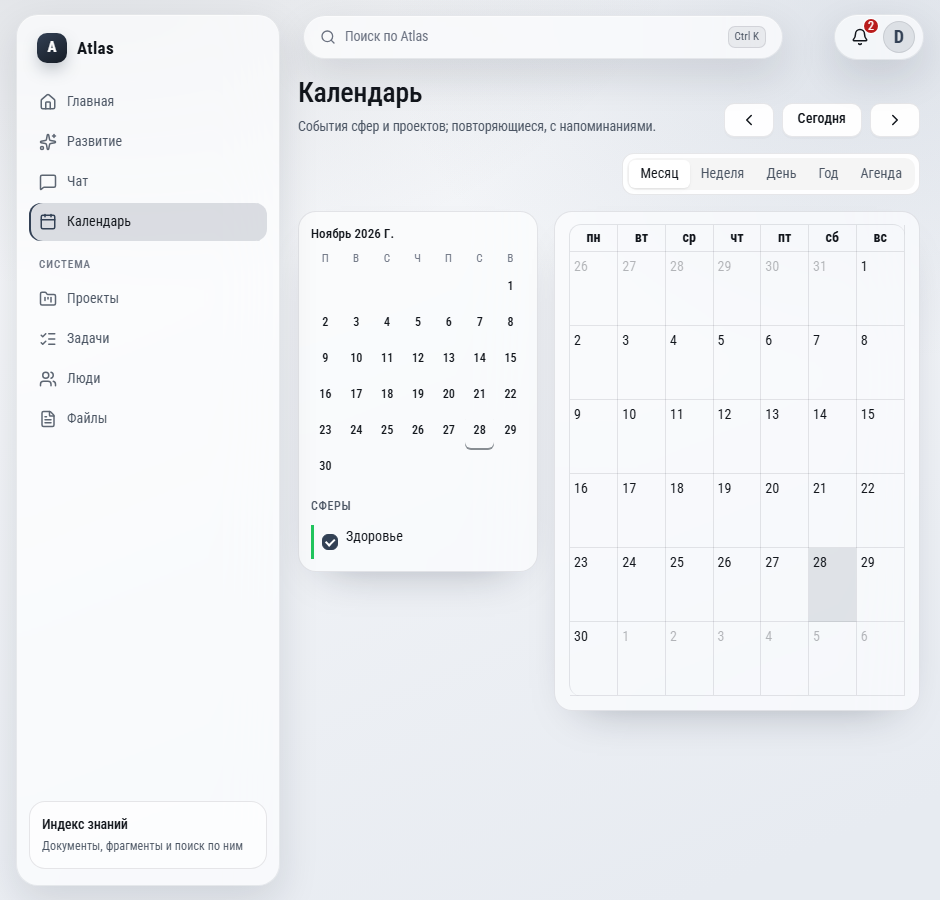 A Atlas
Главная
Развитие
Чат
Календарь
СИСТЕМА
Проекты
Задачи
Люди
Файлы
Индекс знаний
Документы, фрагменты и поиск по ним
Поиск по Atlas Ctrl K
2 D
Календарь
События сфер и проектов; повторяющиеся, с напоминаниями.
Сегодня
Месяц Неделя День Год Агенда
Ноябрь 2026 Г.
П В С Ч П С В
1
2 3 4 5 6 7 8
9 10 11 12 13 14 15
16 17 18 19 20 21 22
23 24 25 26 27 28 29
30
СФЕРЫ
Здоровье
пн вт ср чт пт сб вс
26 27 28 29 30 31 1
2 3 4 5 6 7 8
9 10 11 12 13 14 15
16 17 18 19 20 21 22
23 24 25 26 27 28 29
30 1 2 3 4 5 6